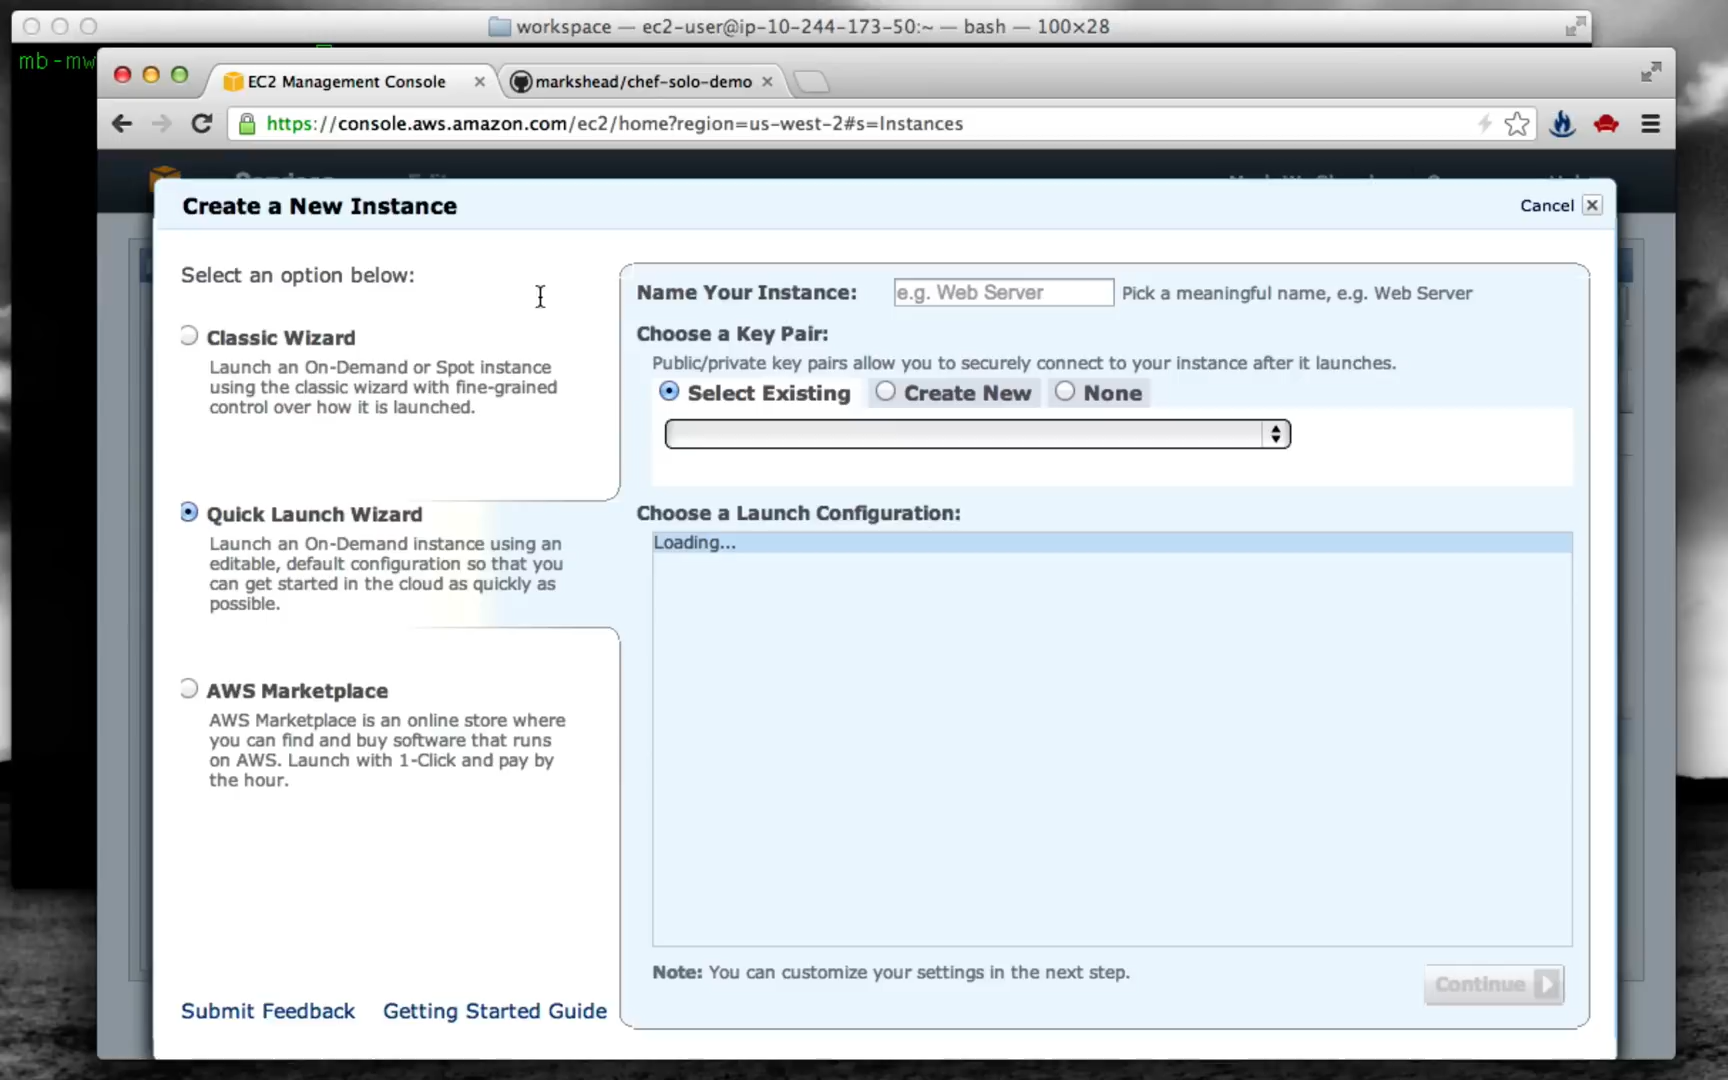 workspace — ec2-user@ip-10-244-173-50:~ — bash — 100×28
mb-mw
EC2 Management Console
markshead/chef-solo-demo
https://console.aws.amazon.com/ec2/home?region=us-west-2#s=Instances
Create a New Instance
Cancel
Select an option below:
Classic Wizard
Launch an On-Demand or Spot instance
using the classic wizard with fine-grained
control over how it is launched.
Quick Launch Wizard
Launch an On-Demand instance using an
editable, default configuration so that you
can get started in the cloud as quickly as
possible.
AWS Marketplace
AWS Marketplace is an online store where
you can find and buy software that runs
on AWS. Launch with 1-Click and pay by
the hour.
Submit Feedback Getting Started Guide
Name Your Instance: e.g. Web Server Pick a meaningful name, e.g. Web Server
Choose a Key Pair:
Public/private key pairs allow you to securely connect to your instance after it launches.
Select Existing Create New None
Choose a Launch Configuration:
Loading...
Note: You can customize your settings in the next step.
Continue